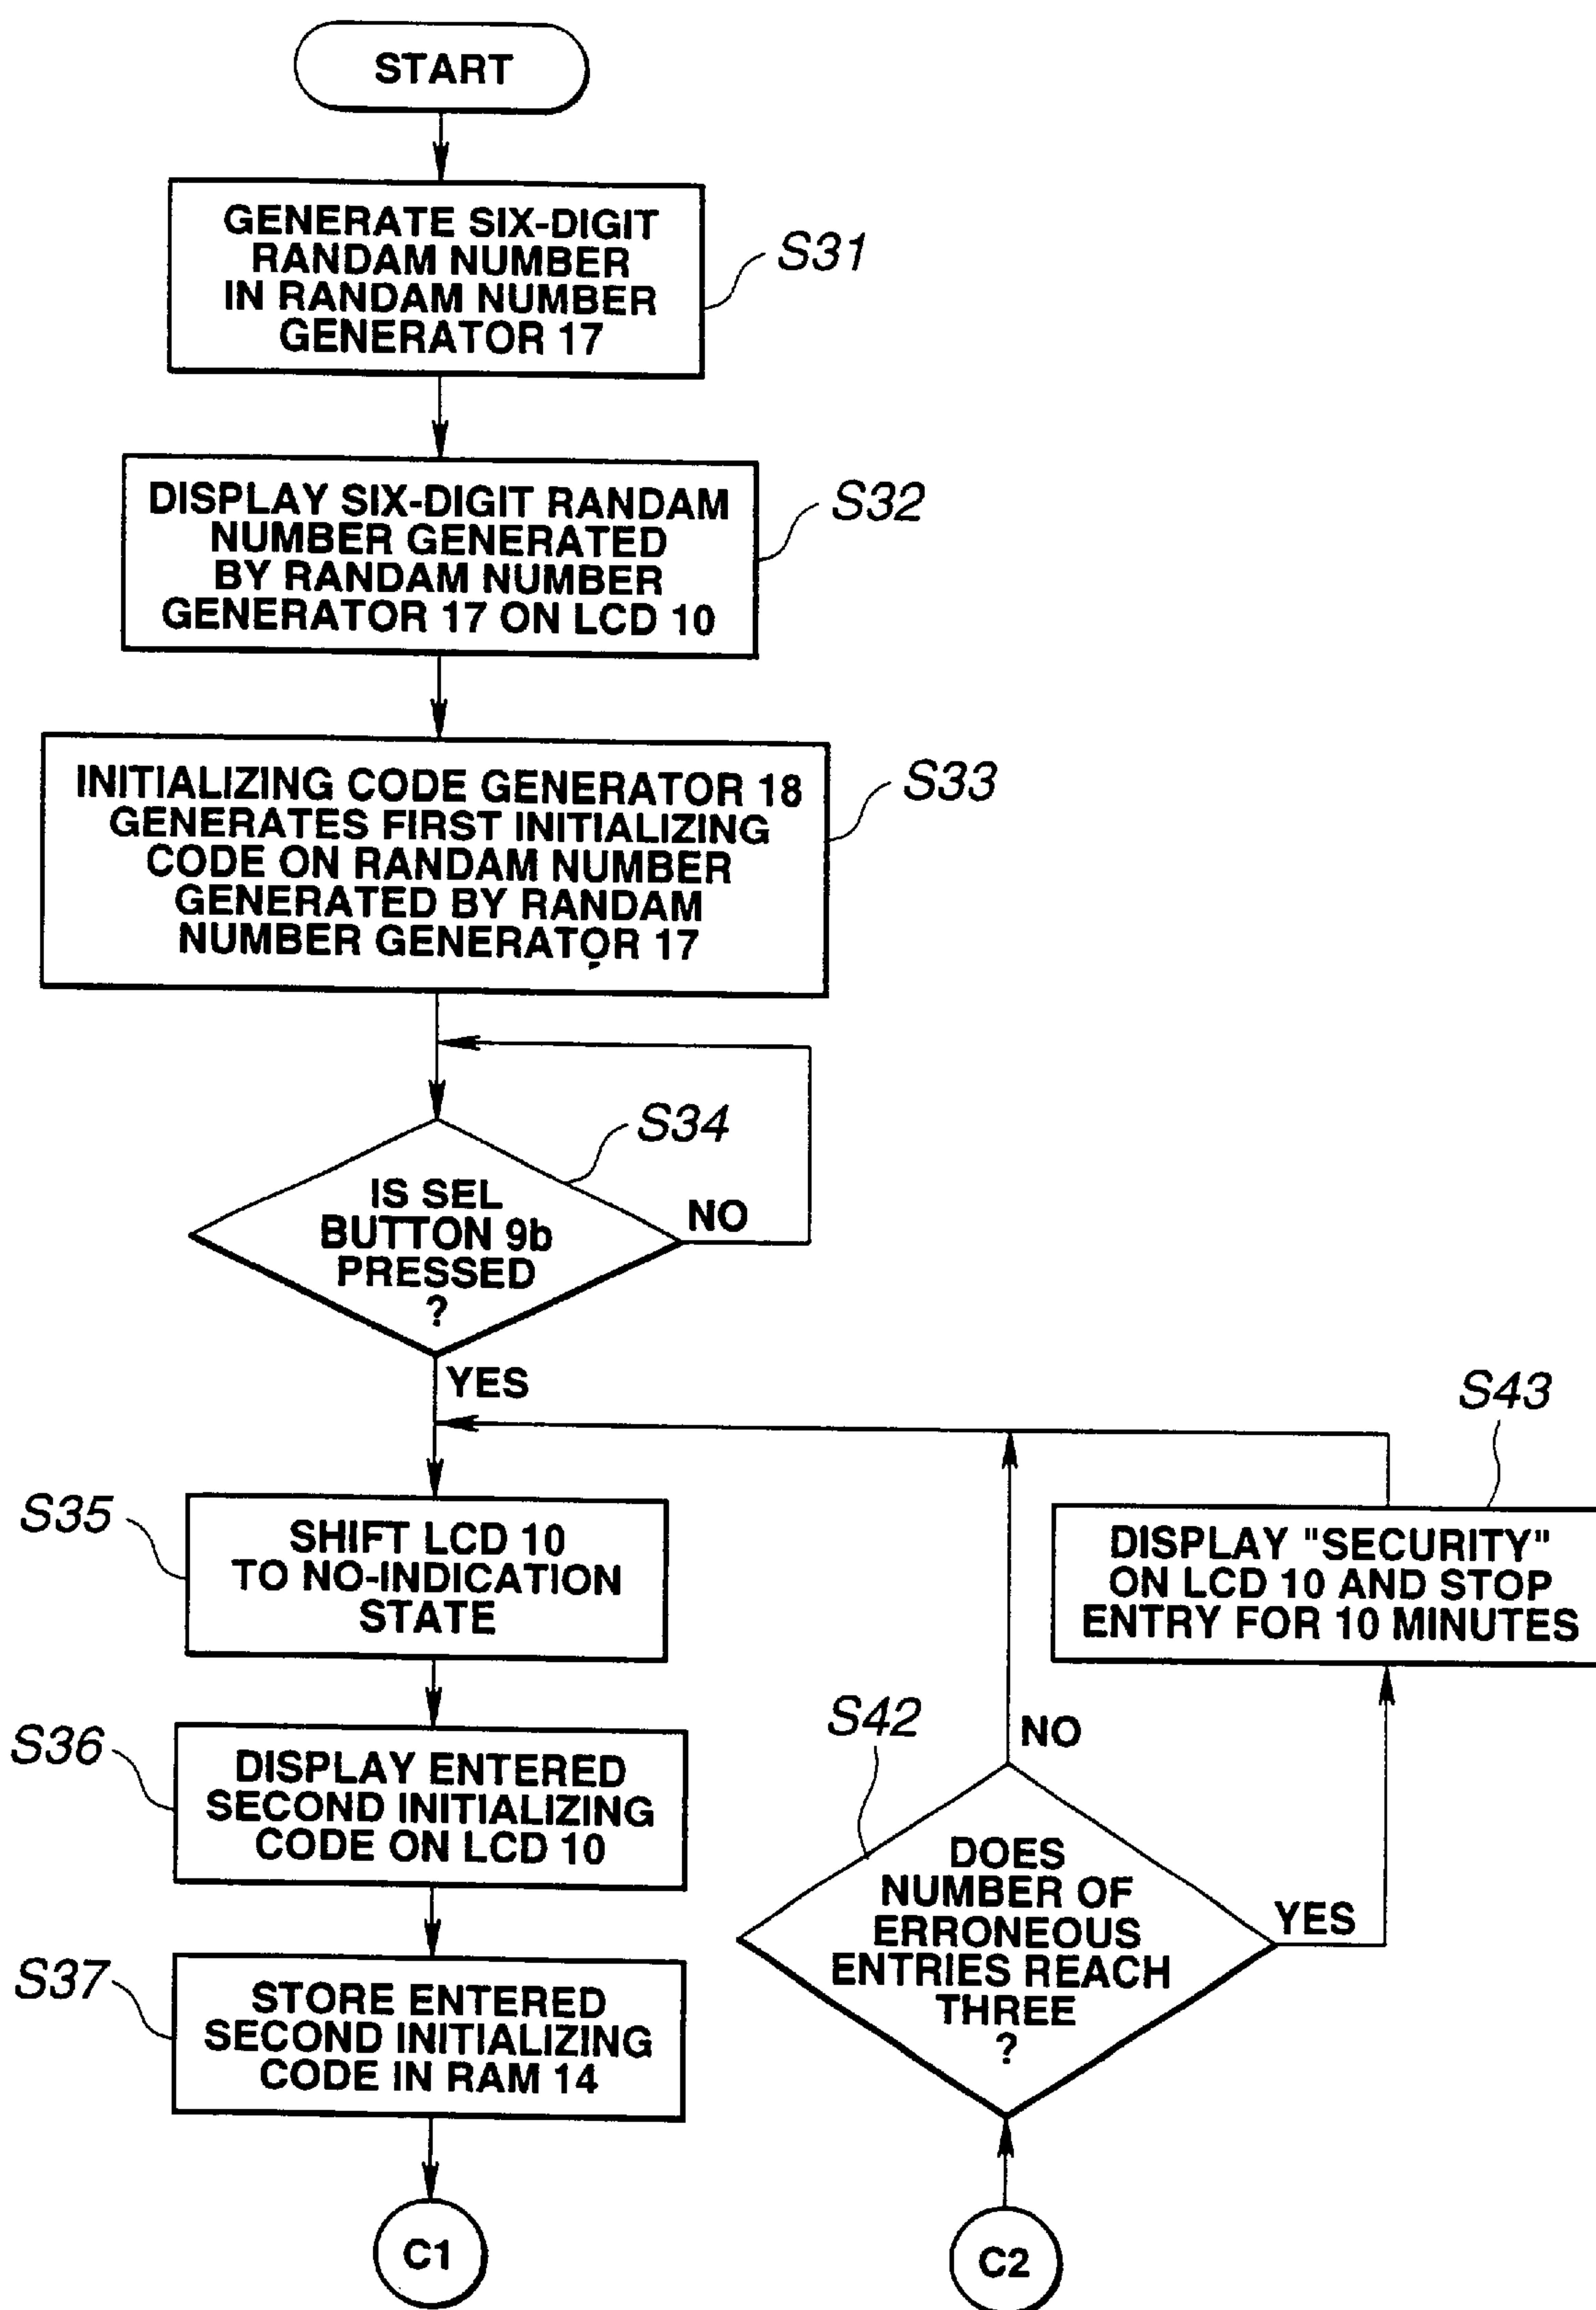 START
GENERATE SIX-DIGIT
RANDAM NUMBER
IN RANDAM NUMBER
GENERATOR 17
S31
DISPLAY SIX-DIGIT RANDAM
NUMBER GENERATED
BY RANDAM NUMBER
GENERATOR 17 ON LCD 10
S32
INITIALIZING CODE GENERATOR 18
GENERATES FIRST INITIALIZING
CODE ON RANDAM NUMBER
GENERATED BY RANDAM
NUMBER GENERATOR 17
S33
S34
IS SEL
BUTTON 9b
PRESSED
?
NO
YES
S35
SHIFT LCD 10
TO NO-INDICATION
STATE
S36
DISPLAY ENTERED
SECOND INITIALIZING
CODE ON LCD 10
S37
STORE ENTERED
SECOND INITIALIZING
CODE IN RAM 14
C1
S43
DISPLAY "SECURITY"
ON LCD 10 AND STOP
ENTRY FOR 10 MINUTES
S42
NO
DOES
NUMBER OF
ERRONEOUS
ENTRIES REACH
THREE
?
YES
C2